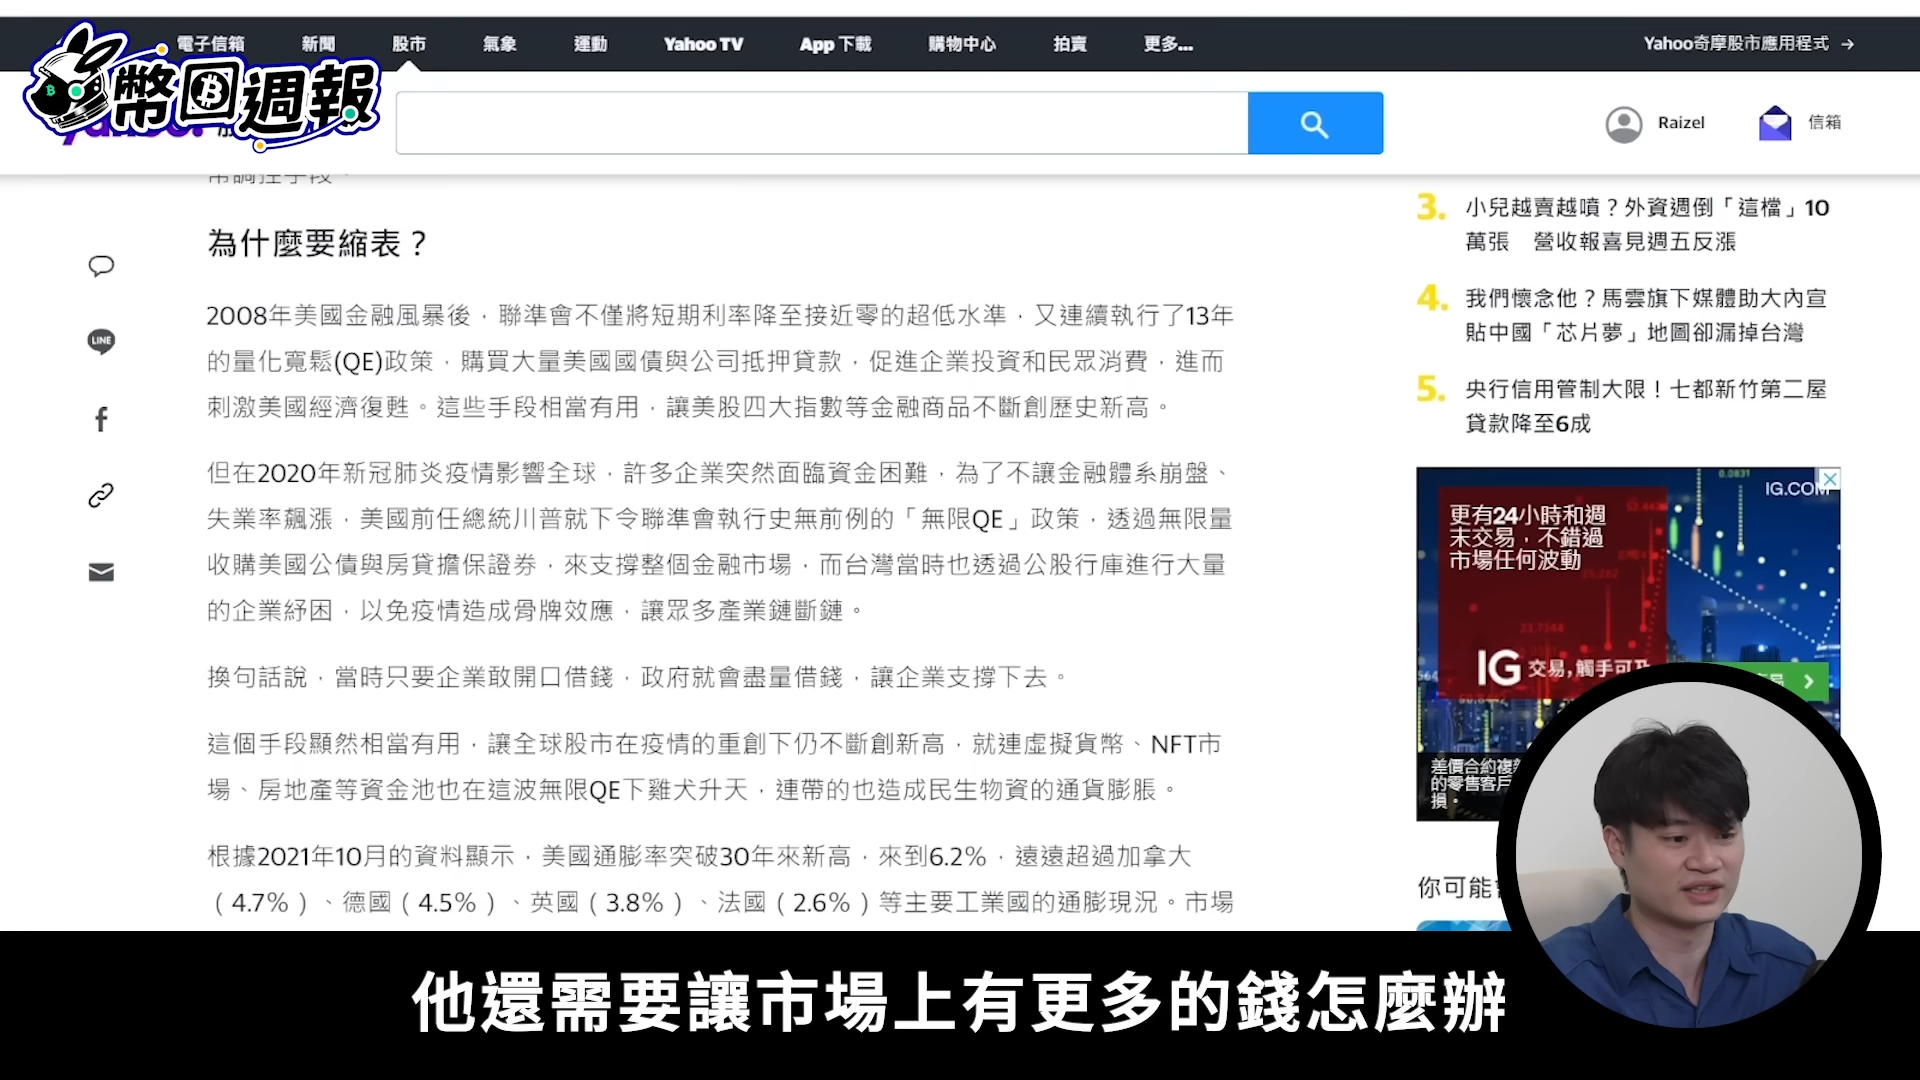 電子信箱 新聞 股市 氣象 運動 Yahoo TV App 下載 購物中心 拍賣 更多... Yahoo奇摩股市應用程式 →
幣圈週報
Raizel 信箱
為什麼要縮表？
2008年美國金融風暴後，聯準會不僅將短期利率降至接近零的超低水準，又連續執行了13年
的量化寬鬆(QE)政策，購買大量美國國債與公司抵押貸款，促進企業投資和民眾消費，進而
刺激美國經濟復甦。這些手段相當有用，讓美股四大指數等金融商品不斷創歷史新高。
但在2020年新冠肺炎疫情影響全球，許多企業突然面臨資金困難，為了不讓金融體系崩盤、
失業率飆漲，美國前任總統川普就下令聯準會執行史無前例的「無限QE」政策，透過無限量
收購美國公債與房貸擔保證券，來支撐整個金融市場，而台灣當時也透過公股行庫進行大量
的企業紓困，以免疫情造成骨牌效應，讓眾多產業鏈斷鏈。
換句話說，當時只要企業敢開口借錢，政府就會盡量借錢，讓企業支撐下去。
這個手段顯然相當有用，讓全球股市在疫情的重創下仍不斷創新高，就連虛擬貨幣、NFT市
場、房地產等資金池也在這波無限QE下雞犬升天，連帶的也造成民生物資的通貨膨脹。
根據2021年10月的資料顯示，美國通膨率突破30年來新高，來到6.2%，遠遠超過加拿大
（4.7%）、德國（4.5%）、英國（3.8%）、法國（2.6%）等主要工業國的通膨現況。市場
LINE
3. 小兒越賣越噴？外資週倒「這檔」10
萬張 營收報喜見週五反漲
4. 我們懷念他？馬雲旗下媒體助大內宣
貼中國「芯片夢」地圖卻漏掉台灣
5. 央行信用管制大限！七都新竹第二屋
貸款降至6成
IG.COM
更有24小時和週
末交易，不錯過
市場任何波動
IG 交易，觸手可及
差價合約複
的零售客戶
損。
你可能
他還需要讓市場上有更多的錢怎麼辦